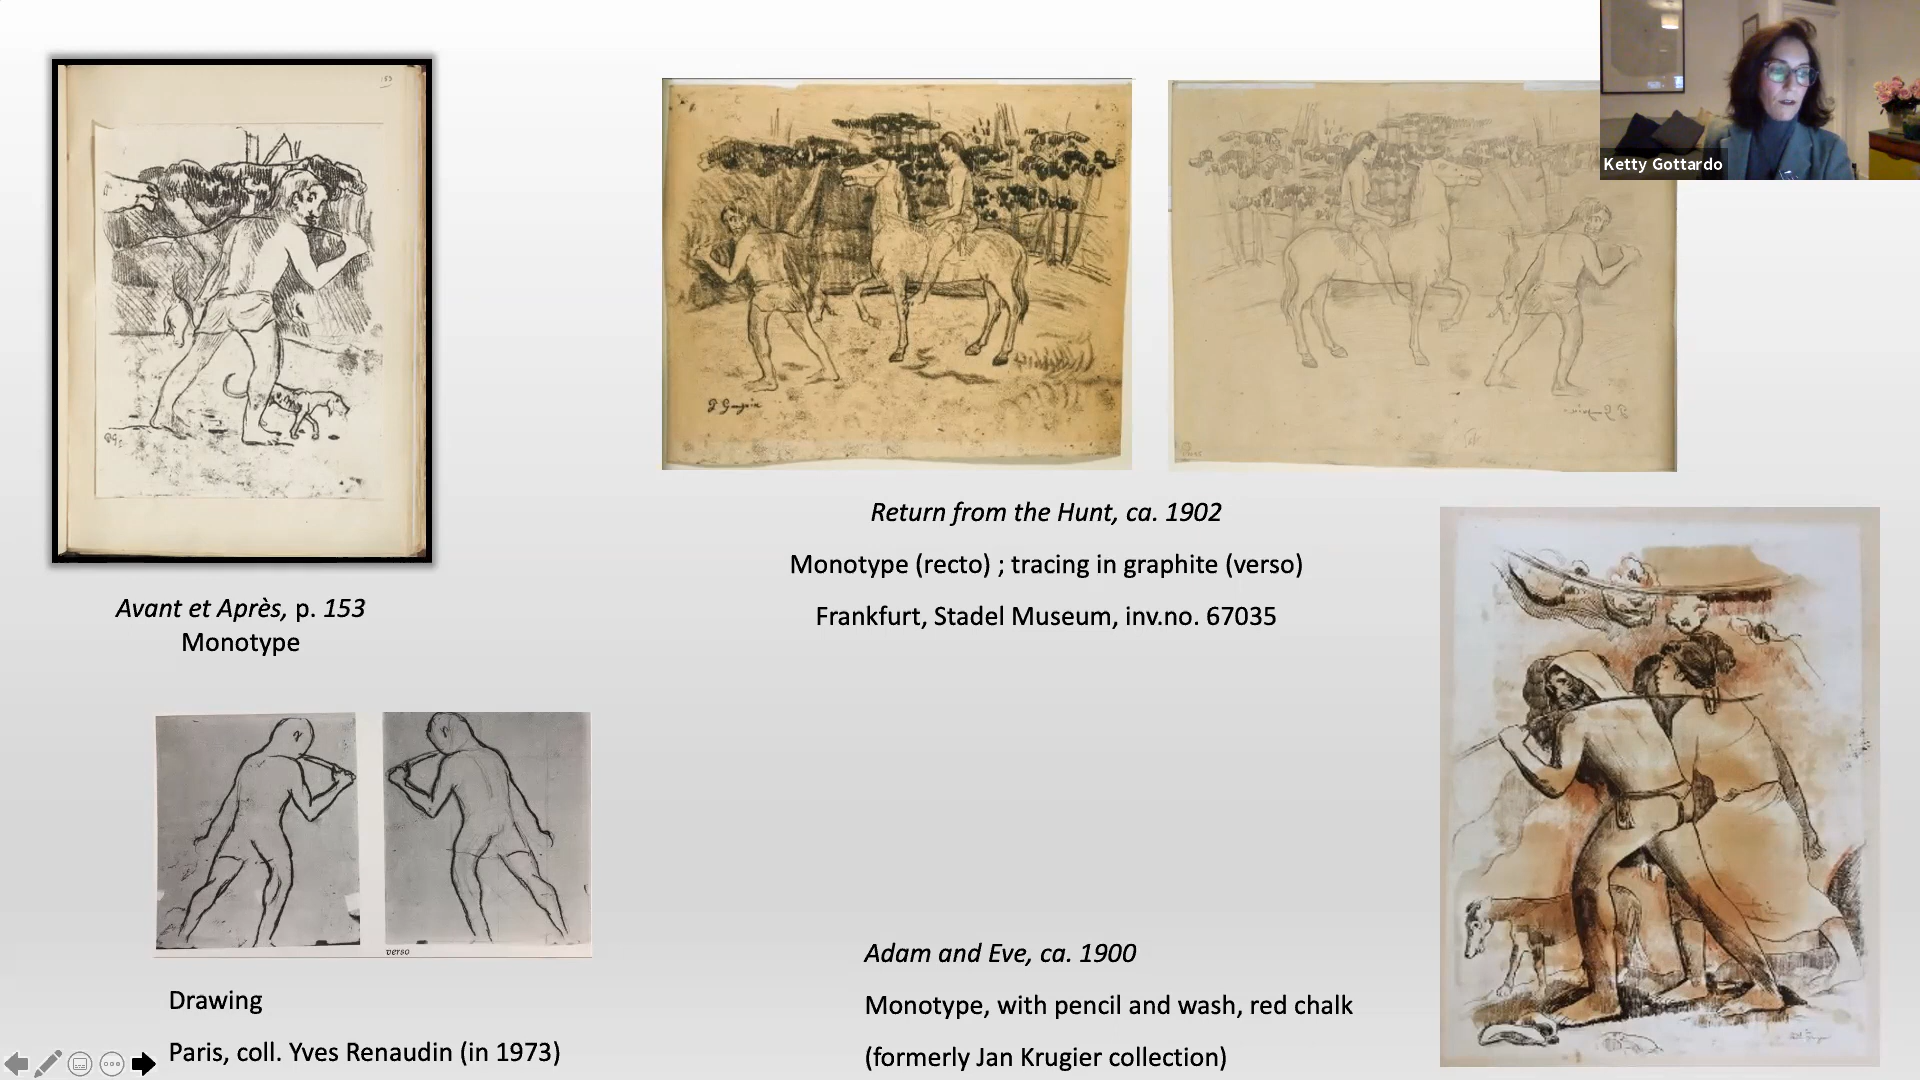 Ketty Gottardo
153
P. Gauguin
Return from the Hunt, ca. 1902
Monotype (recto) ; tracing in graphite (verso)
Frankfurt, Stadel Museum, inv.no. 67035
Avant et Après, p. 153
Monotype
verso
Drawing
Paris, coll. Yves Renaudin (in 1973)
Adam and Eve, ca. 1900
Monotype, with pencil and wash, red chalk
(formerly Jan Krugier collection)